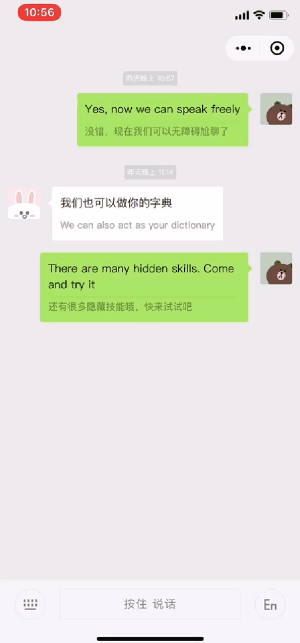 10:56
昨天晚上 10:57
Yes, now we can speak freely
没错，现在我们可以无障碍尬聊了
昨天晚上 11:14
我们也可以做你的字典
We can also act as your dictionary
There are many hidden skills. Come
and try it
还有很多隐藏技能哦，快来试试吧
按住 说话
En